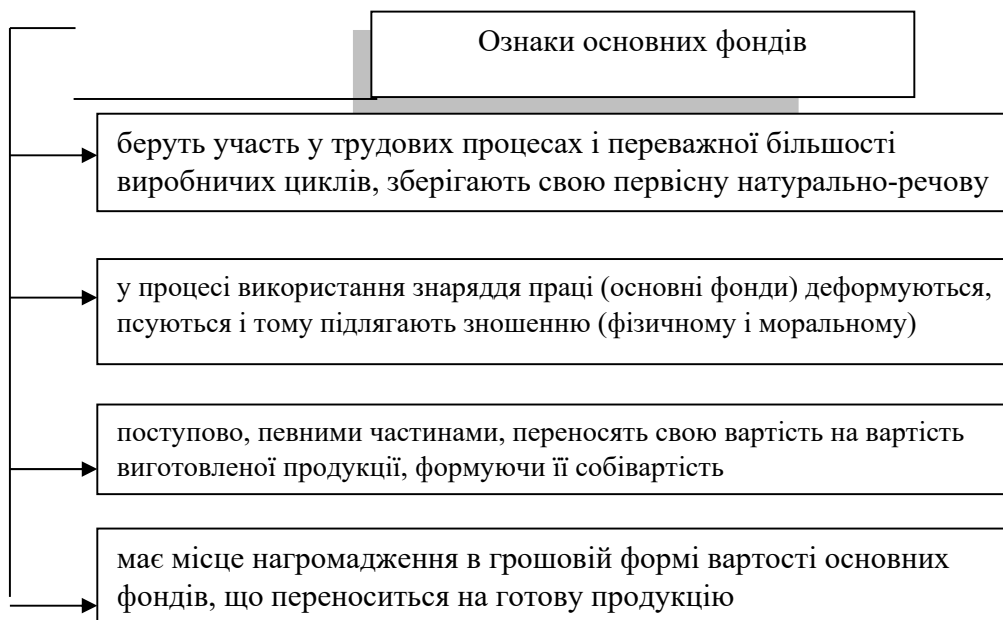 Ознаки основних фондів
беруть участь у трудових процесах і переважної більшості
виробничих циклів, зберігають свою первісну натурально-речову
у процесі використання знаряддя праці (основні фонди) деформуються,
псуються і тому підлягають зношенню (фізичному і моральному)
поступово, певними частинами, переносять свою вартість на вартість
виготовленої продукції, формуючи її собівартість
має місце нагромадження в грошовій формі вартості основних
фондів, що переноситься на готову продукцію